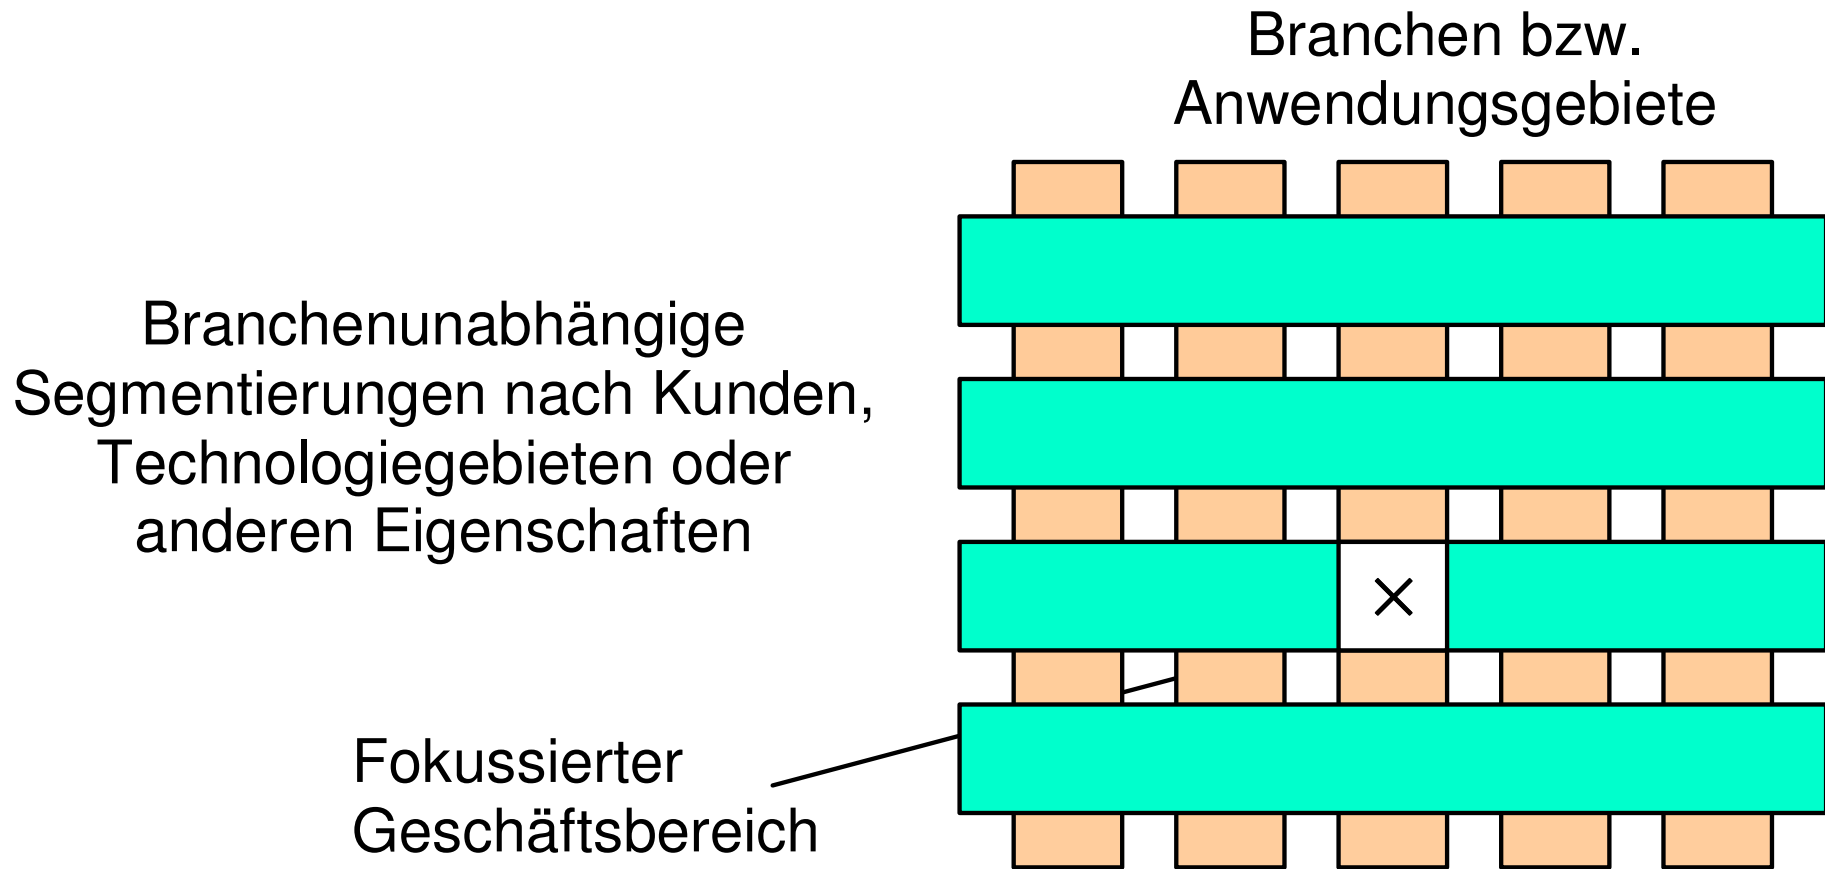 Branchen bzw.
Anwendungsgebiete
Branchenunabhängige
Segmentierungen nach Kunden,
Technologiegebieten oder
anderen Eigenschaften
Fokussierter
Geschäftsbereich